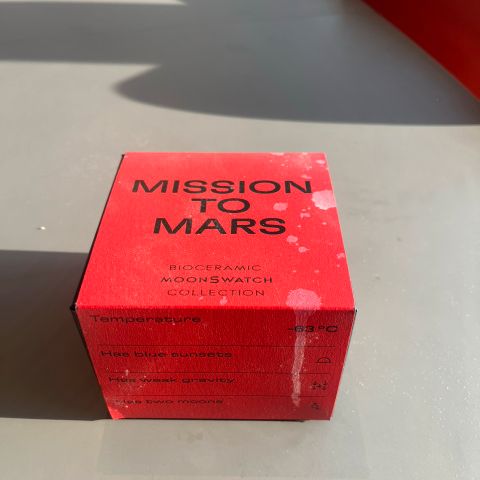 MISSION
TO
MARS
BIOCERAMIC
MOONSWATCH
COLLECTION
Temperature -63 °C
Has blue sunsets
Has weak gravity
Has two moons